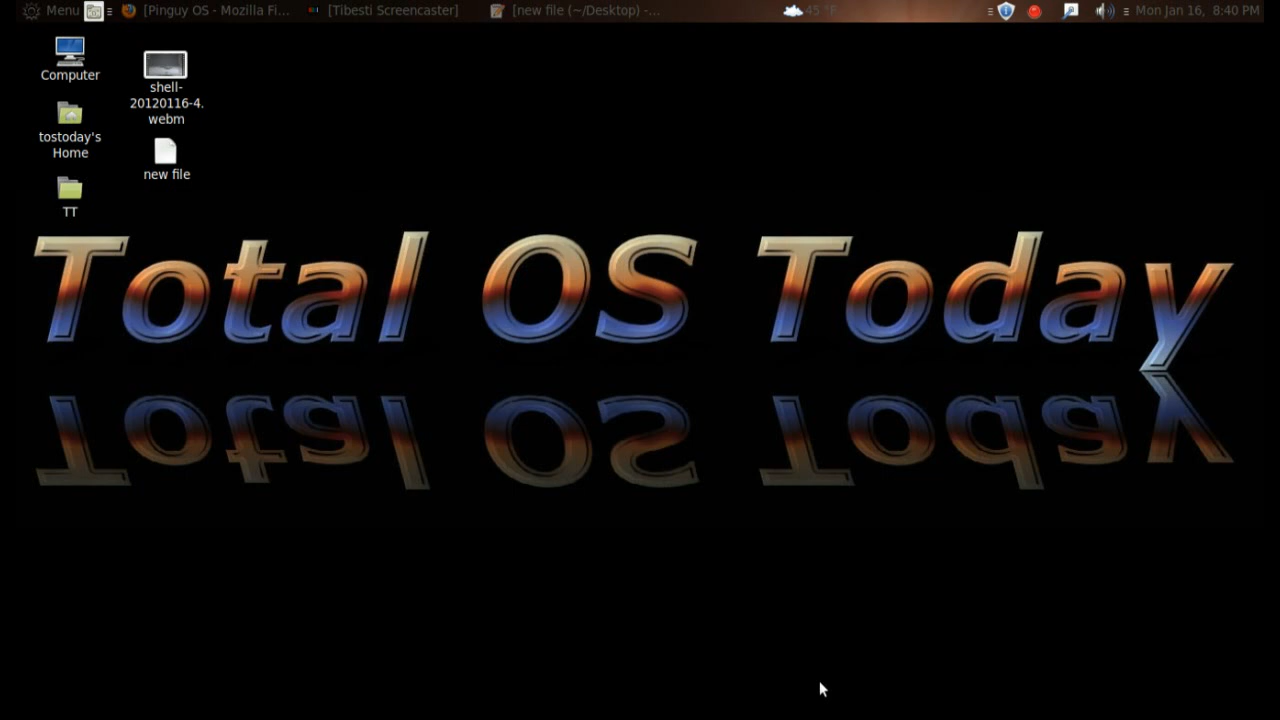 Menu [Pinguy OS - Mozilla Fi... [Tibesti Screencaster] [new file (~/Desktop) -... 45 °F Mon Jan 16, 8:40 PM
Computer
shell-
20120116-4.
webm
tostoday's
Home
new file
TT
Total OS Today